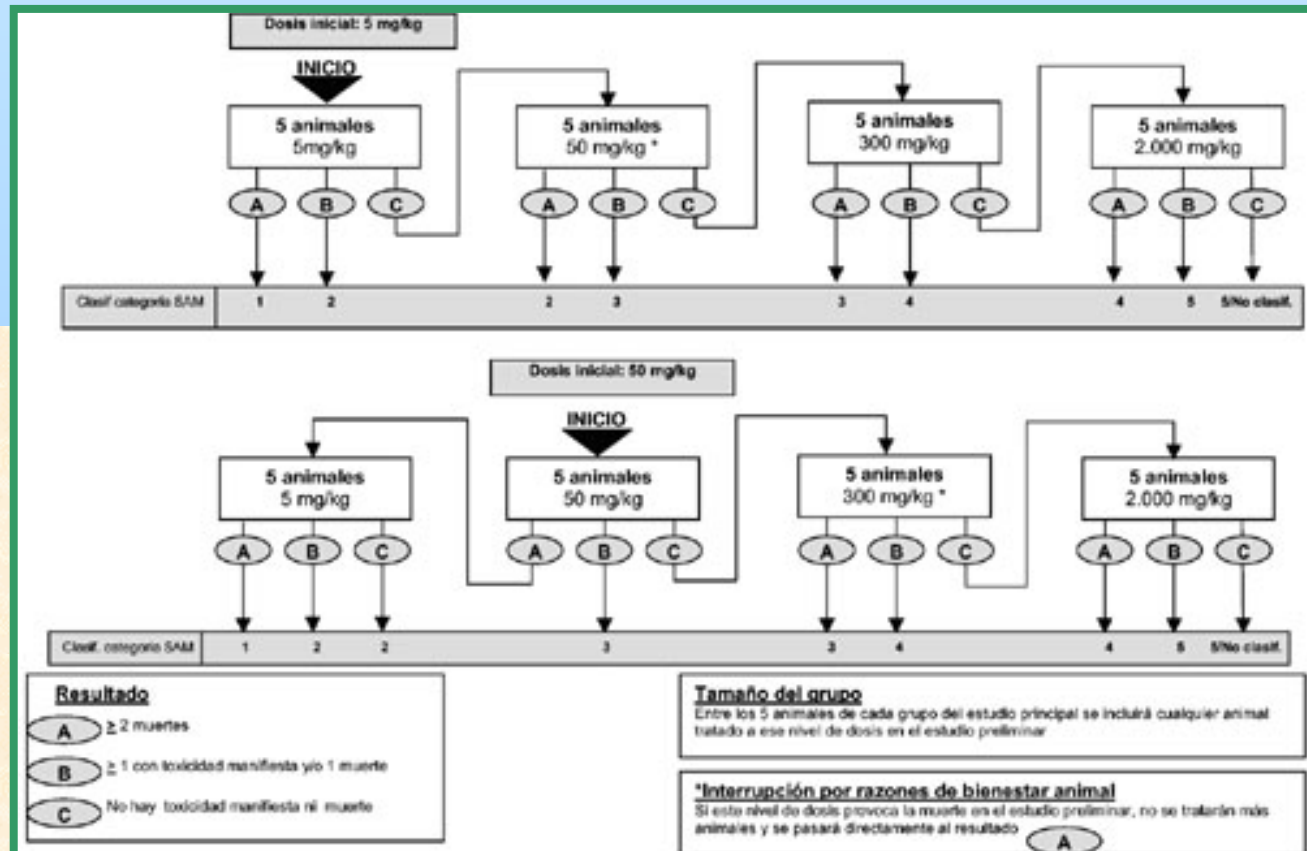 Dosis inicial: 5 mg/kg
INICIO
5 animales
5mg/kg
5 animales
50 mg/kg *
5 animales
300 mg/kg
5 animales
2.000 mg/kg
A B C A B C A B C A B C
Clasif categoria SAM 1 2 2 3 3 4 4 5 5/No clasif.
Dosis inicial: 50 mg/kg
INICIO
5 animales
5 mg/kg
5 animales
50 mg/kg
5 animales
300 mg/kg *
5 animales
2.000 mg/kg
A B C A B C A B C A B C
Clasif. categoria SAM 1 2 2 3 3 4 4 5 5/No clasif.
Resultado
A ≥ 2 muertes
B ≥ 1 con toxicidad manifiesta y/o 1 muerte
C No hay toxicidad manifiesta ni muerte
Tamaño del grupo
Entre los 5 animales de cada grupo del estudio principal se incluirá cualquier animal
tratado a ese nivel de dosis en el estudio preliminar
*Interrupción por razones de bienestar animal
Si este nivel de dosis provoca la muerte en el estudio preliminar, no se tratarán más
animales y se pasará directamente al resultado A